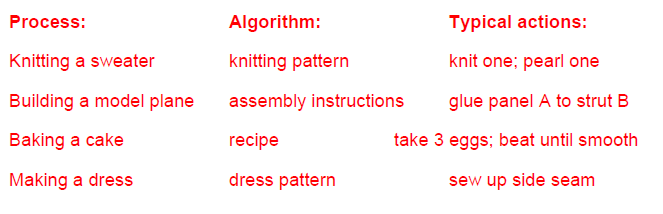 Process: Algorithm: Typical actions:
Knitting a sweater knitting pattern knit one; pearl one
Building a model plane assembly instructions glue panel A to strut B
Baking a cake recipe take 3 eggs; beat until smooth
Making a dress dress pattern sew up side seam